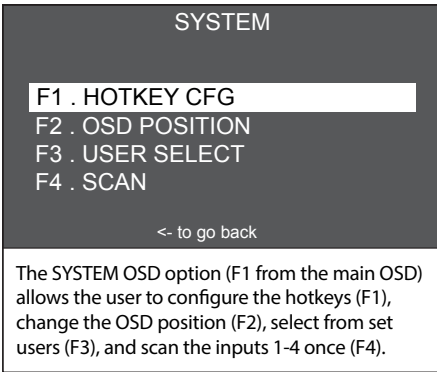 SYSTEM
F1 . HOTKEY CFG
F2 . OSD POSITION
F3 . USER SELECT
F4 . SCAN
<- to go back
The SYSTEM OSD option (F1 from the main OSD)
allows the user to configure the hotkeys (F1),
change the OSD position (F2), select from set
users (F3), and scan the inputs 1-4 once (F4).